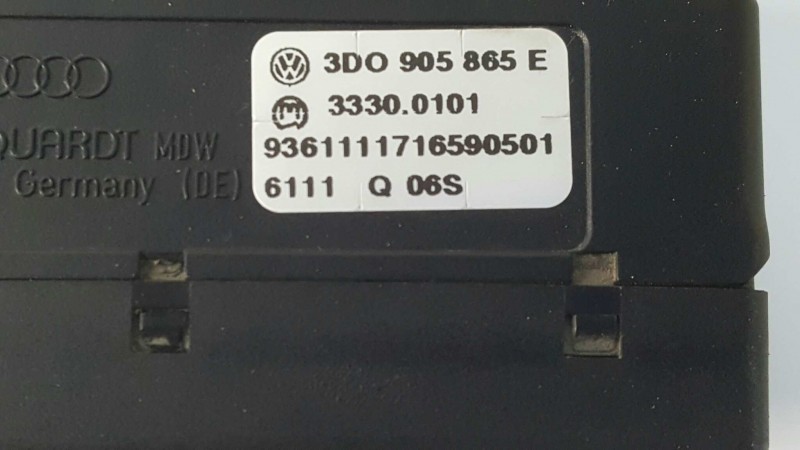 3D0 905 865 E
3330.0101
9361111716590501
6111 Q 06S
QUARDT MDW
Germany (DE)